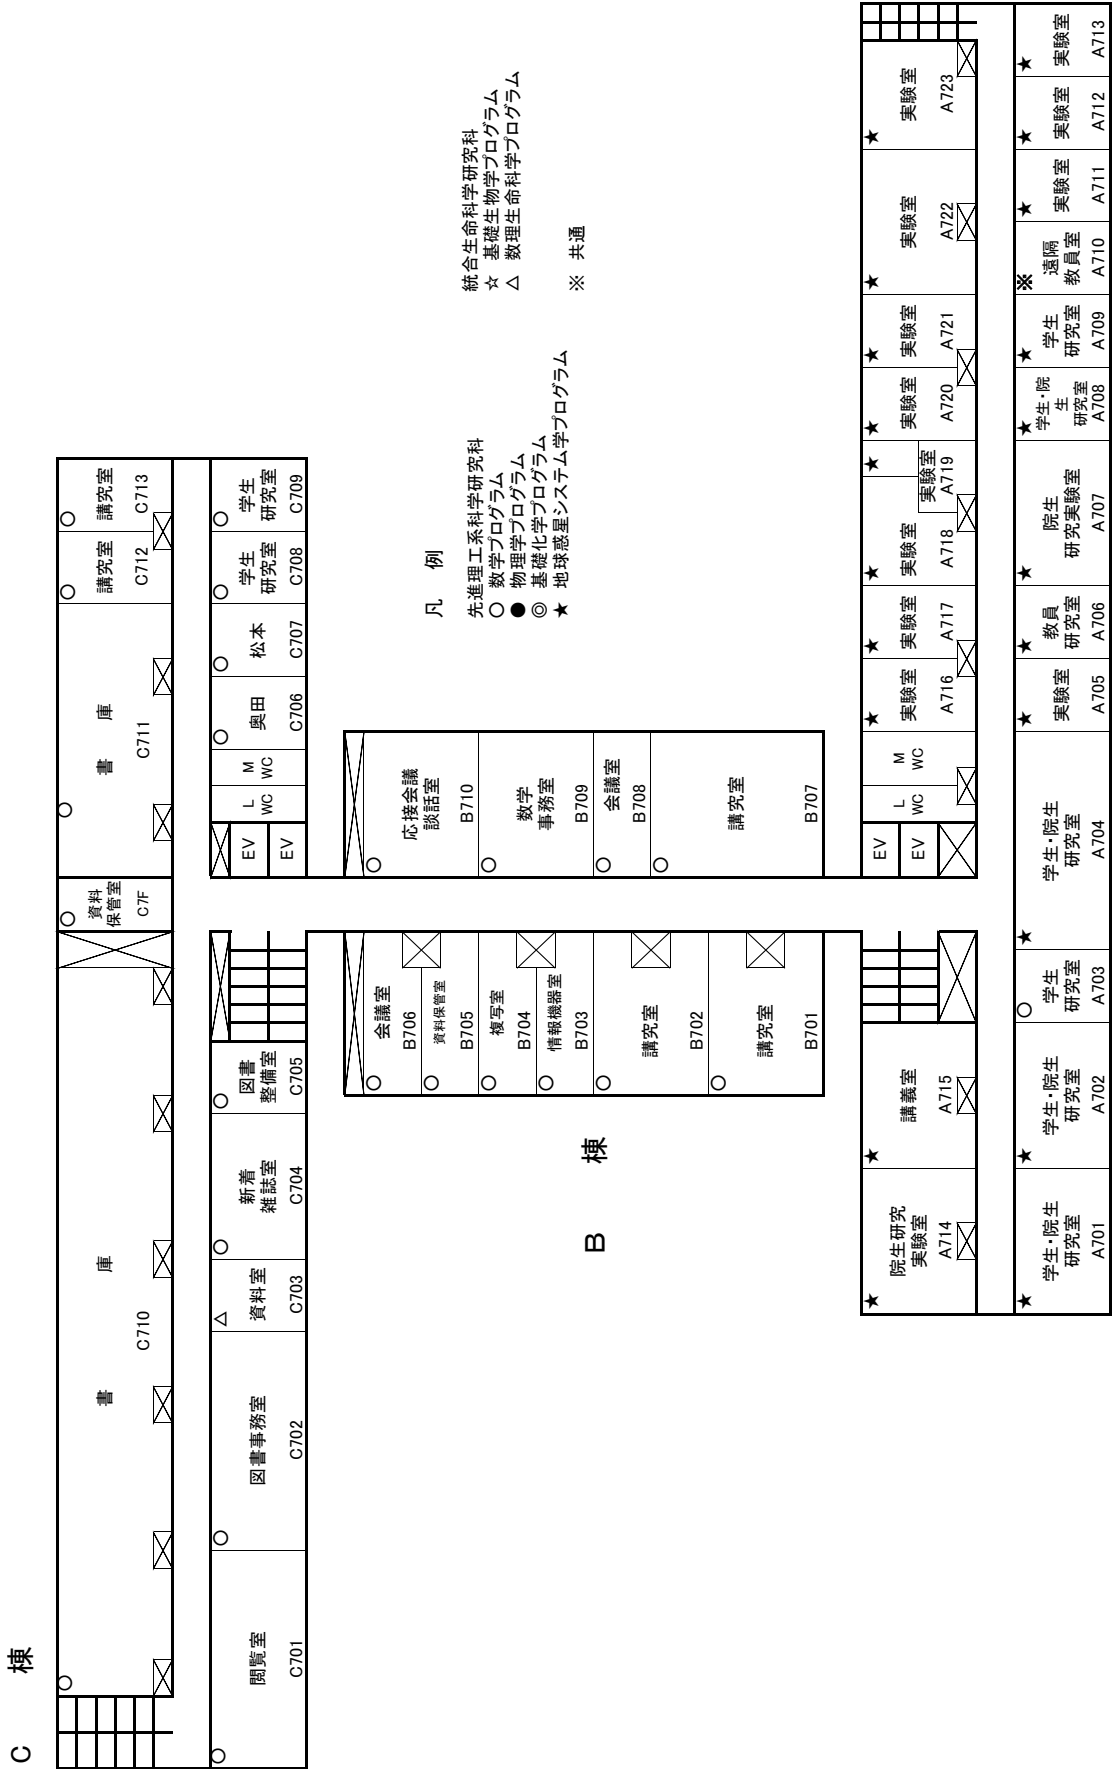 C 棟
○ 書 庫
C710
○ 資料
保管室
C7F
○ 書 庫
C711
○ 講究室
C712
○ 講究室
C713
○ 閲覧室
C701
○ 図書事務室
C702
△ 資料室
C703
○ 新着
雑誌室
C704
○ 図書
整備室
C705
EV
EV
L
WC
M
WC
○ 奥田
C706
○ 松本
C707
○ 学生
研究室
C708
○ 学生
研究室
C709
B 棟
○ 会議室
B706
○ 資料保管室
B705
○ 複写室
B704
○ 情報機器室
B703
○ 講究室
B702
○ 講究室
B701
○ 応接会議
談話室
B710
○ 数学
事務室
B709
○ 会議室
B708
○ 講究室
B707
凡 例
先進理工系科学研究科
○ 数学プログラム
● 物理学プログラム
◎ 基礎化学プログラム
★ 地球惑星システム学プログラム
統合生命科学研究科
☆ 基礎生物学プログラム
△ 数理生命科学プログラム
※ 共通
★ 院生研究
実験室
A714
★ 講義室
A715
EV
EV
L
WC
M
WC
★ 実験室
A716
★ 実験室
A717
★ 実験室
A718
★ 実験室
A719
★ 実験室
A720
★ 実験室
A721
★ 実験室
A722
★ 実験室
A723
★ 学生・院生
研究室
A701
★ 学生・院生
研究室
A702
○ 学生
研究室
A703
★ 学生・院生
研究室
A704
★ 実験室
A705
★ 教員
研究室
A706
★ 院生
研究実験室
A707
★ 学生・院
生
研究室
A708
★ 学生
研究室
A709
※ 遠隔
教員室
A710
★ 実験室
A711
★ 実験室
A712
★ 実験室
A713